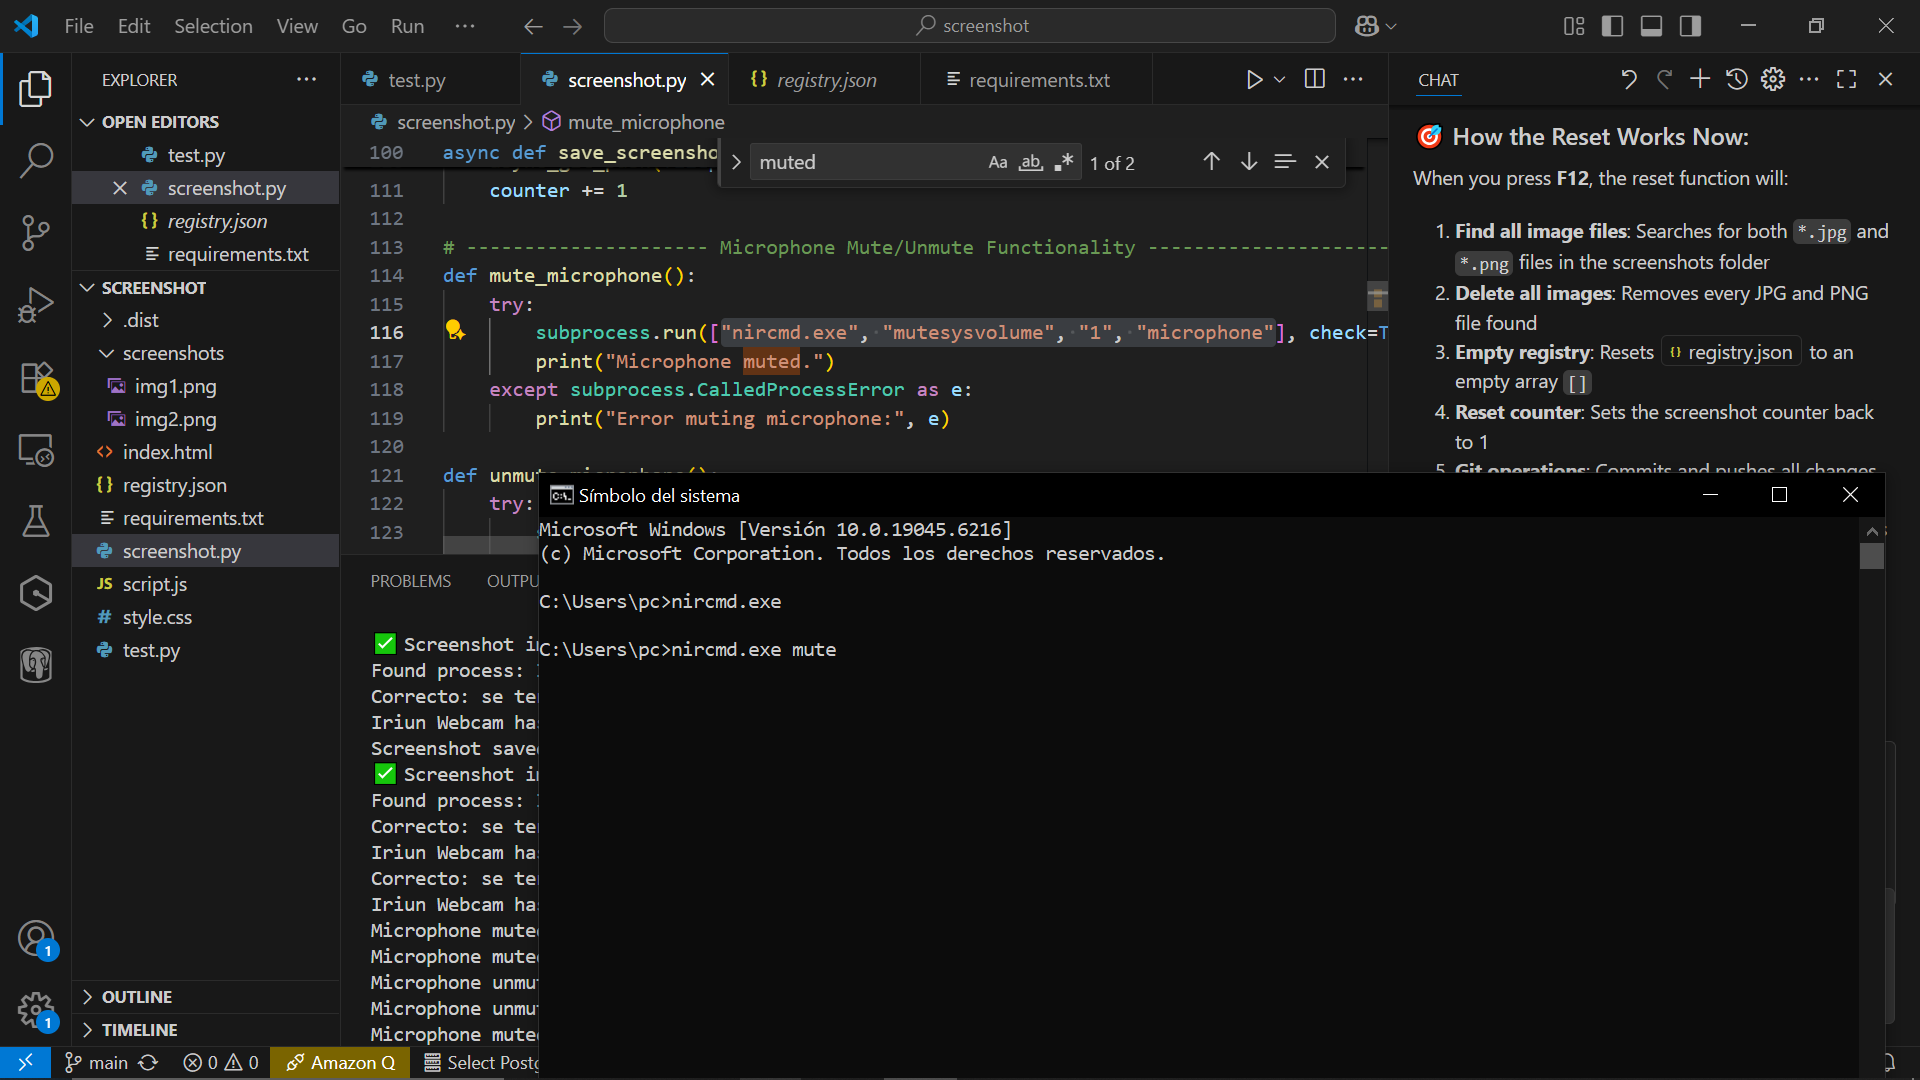 File Edit Selection View Go Run ··· screenshot
EXPLORER ···
OPEN EDITORS
test.py
screenshot.py
registry.json
requirements.txt
SCREENSHOT
.dist
screenshots
img1.png
img2.png
index.html
registry.json
requirements.txt
screenshot.py
script.js
style.css
test.py
OUTLINE
TIMELINE
test.py screenshot.py registry.json requirements.txt
screenshot.py > mute_microphone
muted Aa ab 1 of 2
100 async def save_screensho
111 counter += 1
112
113 # --------------------- Microphone Mute/Unmute Functionality ---------------------
114 def mute_microphone():
115 try:
116 subprocess.run(["nircmd.exe", "mutesysvolume", "1", "microphone"], check=T
117 print("Microphone muted.")
118 except subprocess.CalledProcessError as e:
119 print("Error muting microphone:", e)
120
121 def unmu
122 try:
123
PROBLEMS OUTPU
✅ Screenshot i
Found process:
Correcto: se te
Iriun Webcam ha
Screenshot save
✅ Screenshot i
Found process:
Correcto: se te
Iriun Webcam ha
Correcto: se te
Iriun Webcam ha
Microphone mute
Microphone mute
Microphone unmu
Microphone unmu
Microphone mute
CHAT
🎯 How the Reset Works Now:
When you press F12, the reset function will:
1. Find all image files: Searches for both *.jpg and
*.png files in the screenshots folder
2. Delete all images: Removes every JPG and PNG
file found
3. Empty registry: Resets registry.json to an
empty array []
4. Reset counter: Sets the screenshot counter back
to 1
5. Git operations: Commits and pushes all changes
Símbolo del sistema
Microsoft Windows [Versión 10.0.19045.6216]
(c) Microsoft Corporation. Todos los derechos reservados.
C:\Users\pc>nircmd.exe
C:\Users\pc>nircmd.exe mute
1
1
main 0 0 Amazon Q Select Postg